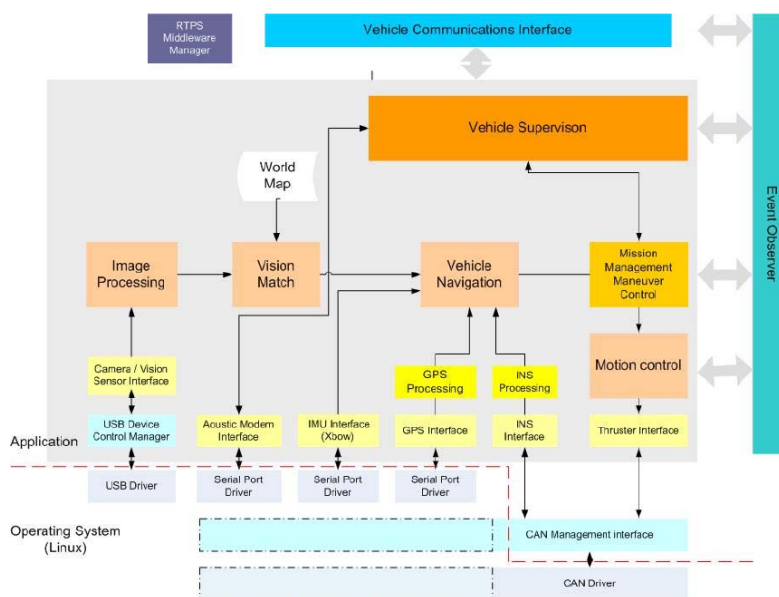 RTPS
Middleware
Manager
Vehicle Communications Interface
Vehicle Supervison
World
Map
Event Observer
Image
Processing
Vision
Match
Vehicle
Navigation
Mission
Management
Maneuver
Control
Camera / Vision
Sensor Interface
GPS
Processing
INS
Processing
Motion control
USB Device
Control Manager
Acustic Modem
Interface
IMU Interface
(Xbow)
GPS Interface
INS
Interface
Thruster Interface
Application
USB Driver
Serial Port
Driver
Serial Port
Driver
Serial Port
Driver
Operating System
(Linux)
CAN Management interface
CAN Driver